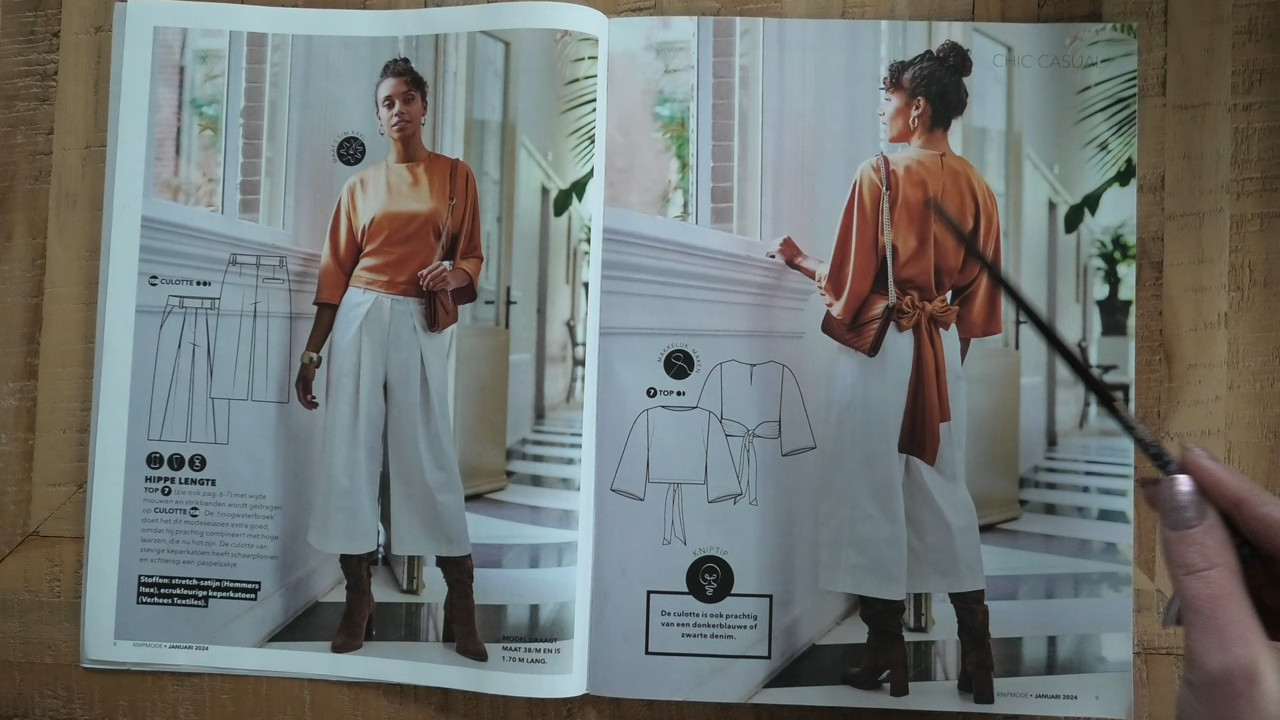 CULOTTE
HIPPE LENGTE
TOP 7 (zie ook pag. 6-7) met wijde
mouwen en strikbanden wordt gedragen
op CULOTTE. De 'hoogwaterbroek'
doet het dit modeseizoen extra goed,
omdat hij prachtig combineert met hoge
laarzen, die nu hot zijn. De culotte van
stevige keperkatoen heeft schaarplooien
en achterop een paspelzakje.
Stoffen: stretch-satijn (Hemmers
Itex), ecrukleurige keperkatoen
(Verhees Textiles).
8 KNIPMODE • JANUARI 2024
MODEL DRAAGT
MAAT 38/M EN IS
1.70 M LANG.
CHIC CASUAL
MAKKELIJK MAKEN
7 TOP
KNIPTIP
De culotte is ook prachtig
van een donkerblauwe of
zwarte denim.
KNIPMODE • JANUARI 2024 9